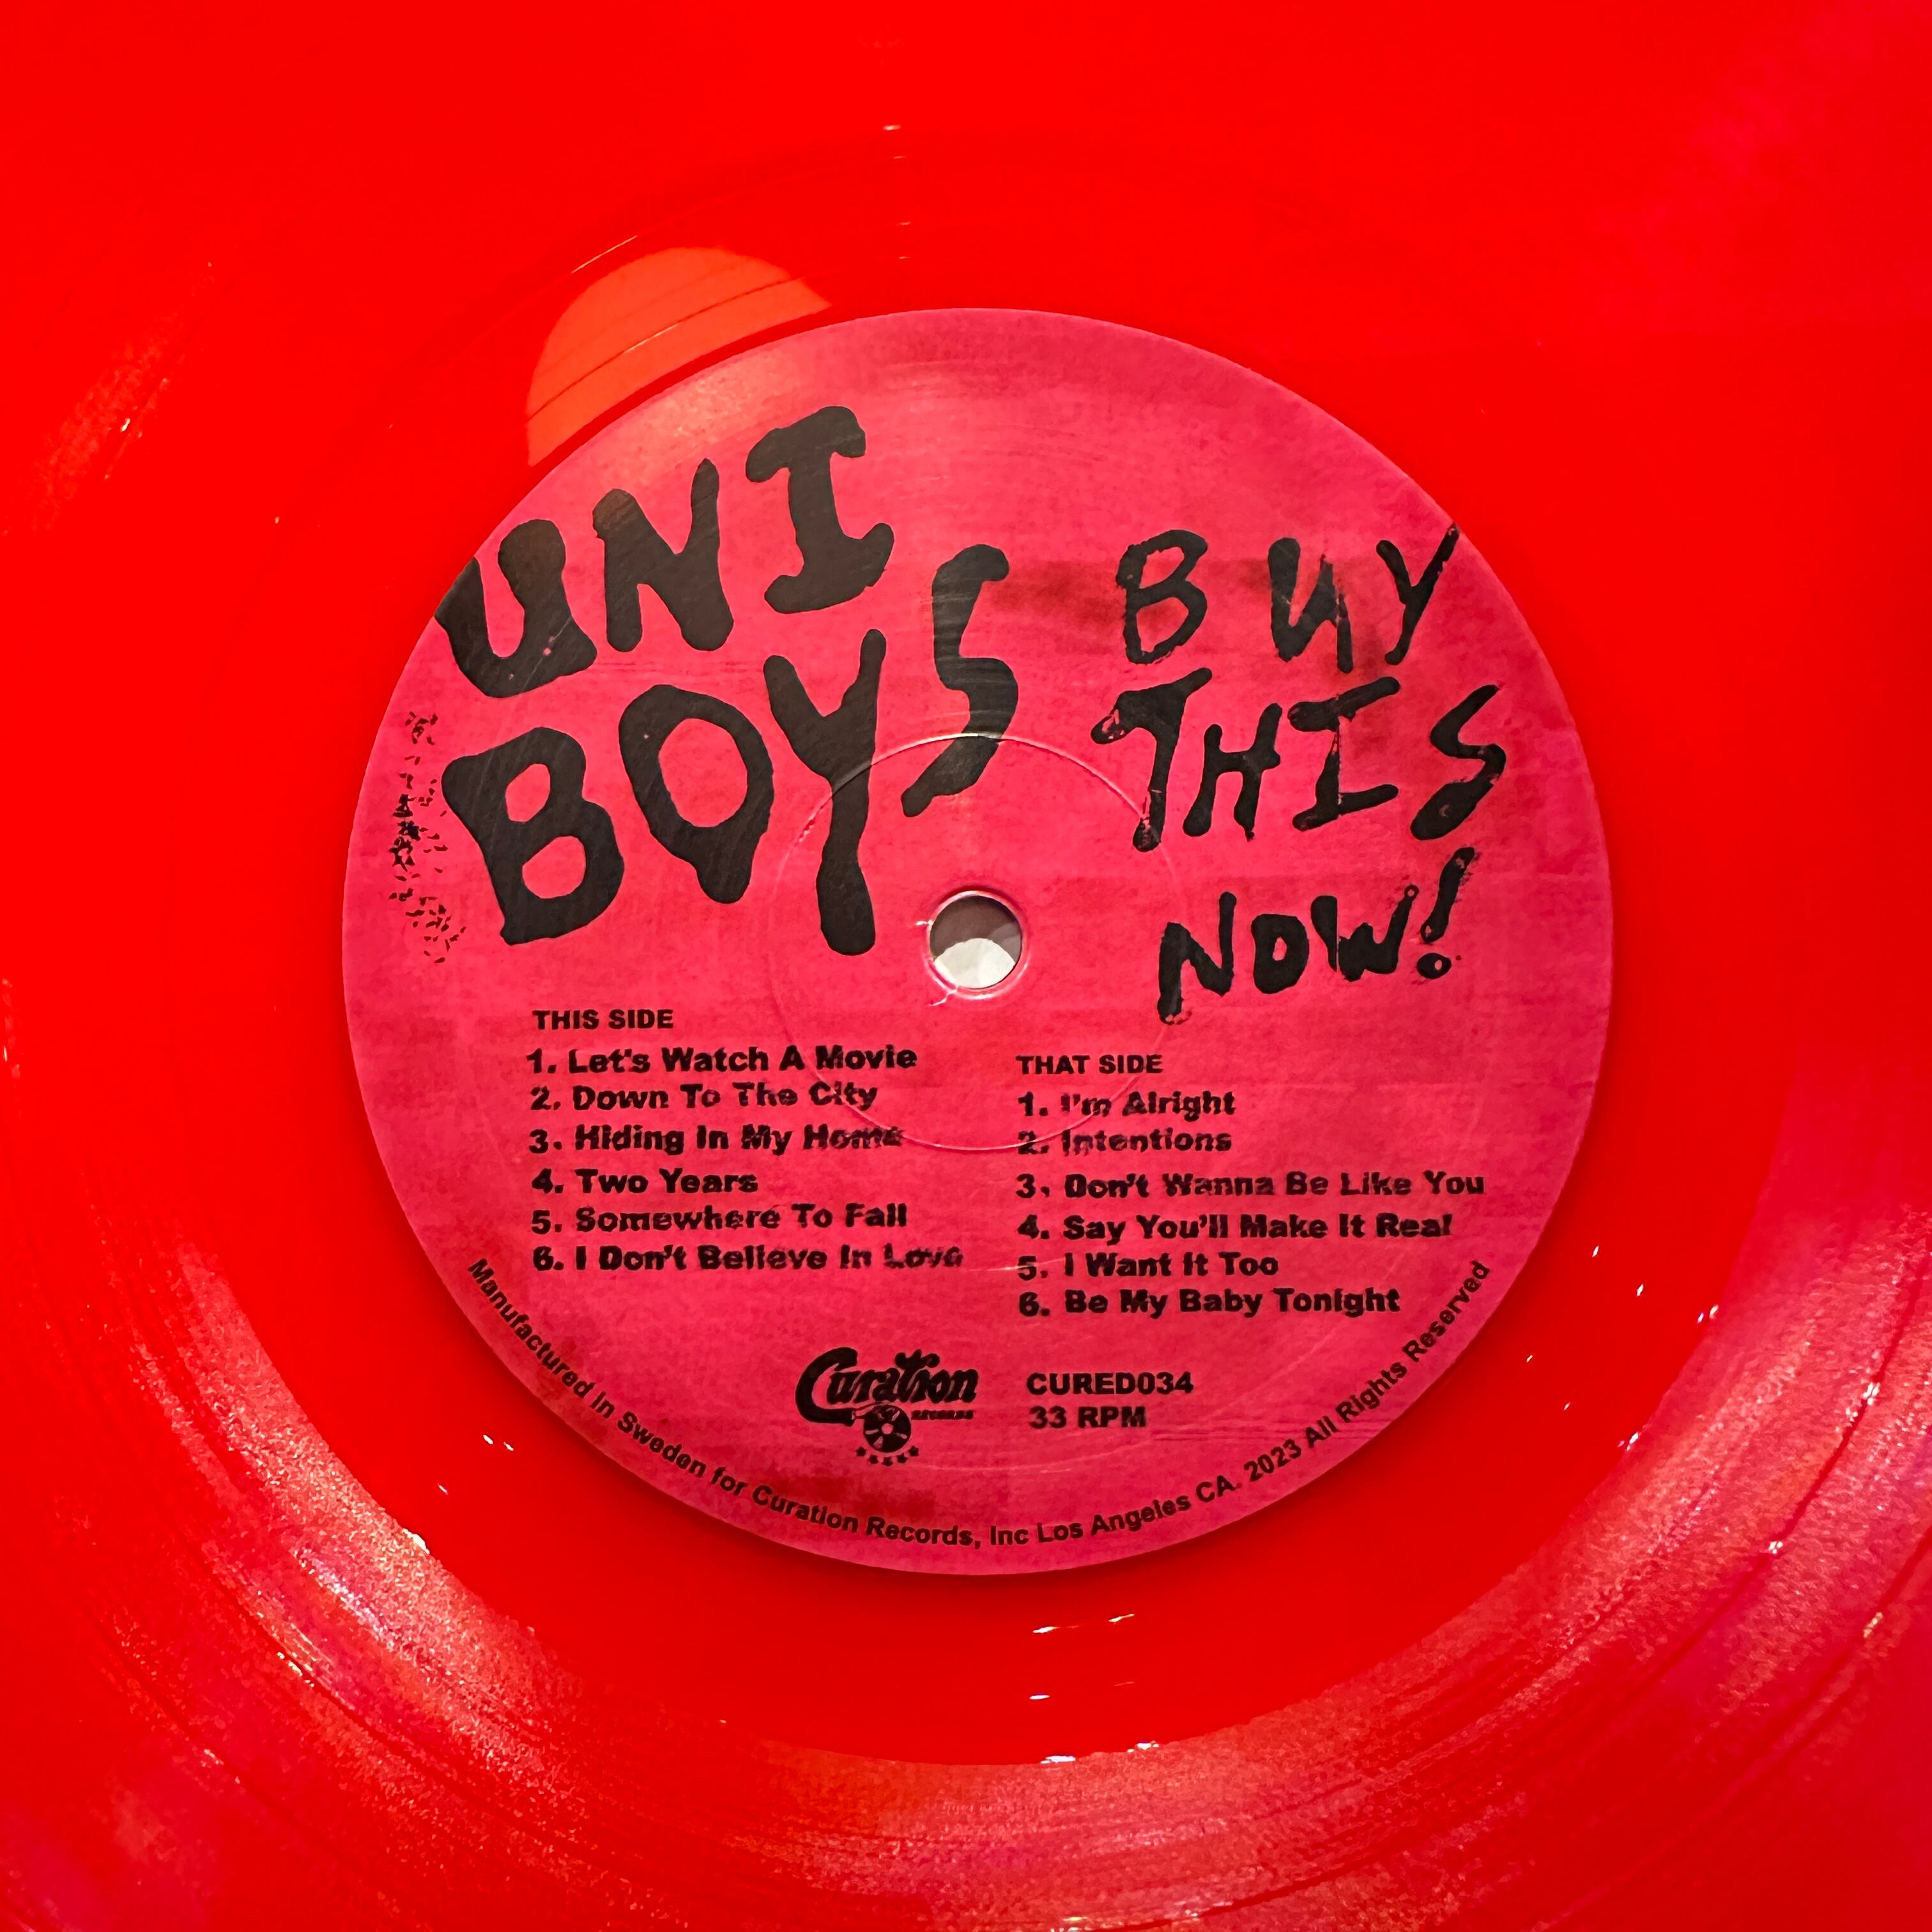 UNI
BOYS
BUY
THIS
NOW!
THIS SIDE
1. Let's Watch A Movie
2. Down To The City
3. Hiding In My Home
4. Two Years
5. Somewhere To Fall
6. I Don't Believe In Love
THAT SIDE
1. I'm Alright
2. Intentions
3. Don't Wanna Be Like You
4. Say You'll Make It Real
5. I Want It Too
6. Be My Baby Tonight
Curation
RECORDS
CURED034
33 RPM
Manufactured in Sweden for Curation Records, Inc Los Angeles CA. 2023 All Rights Reserved